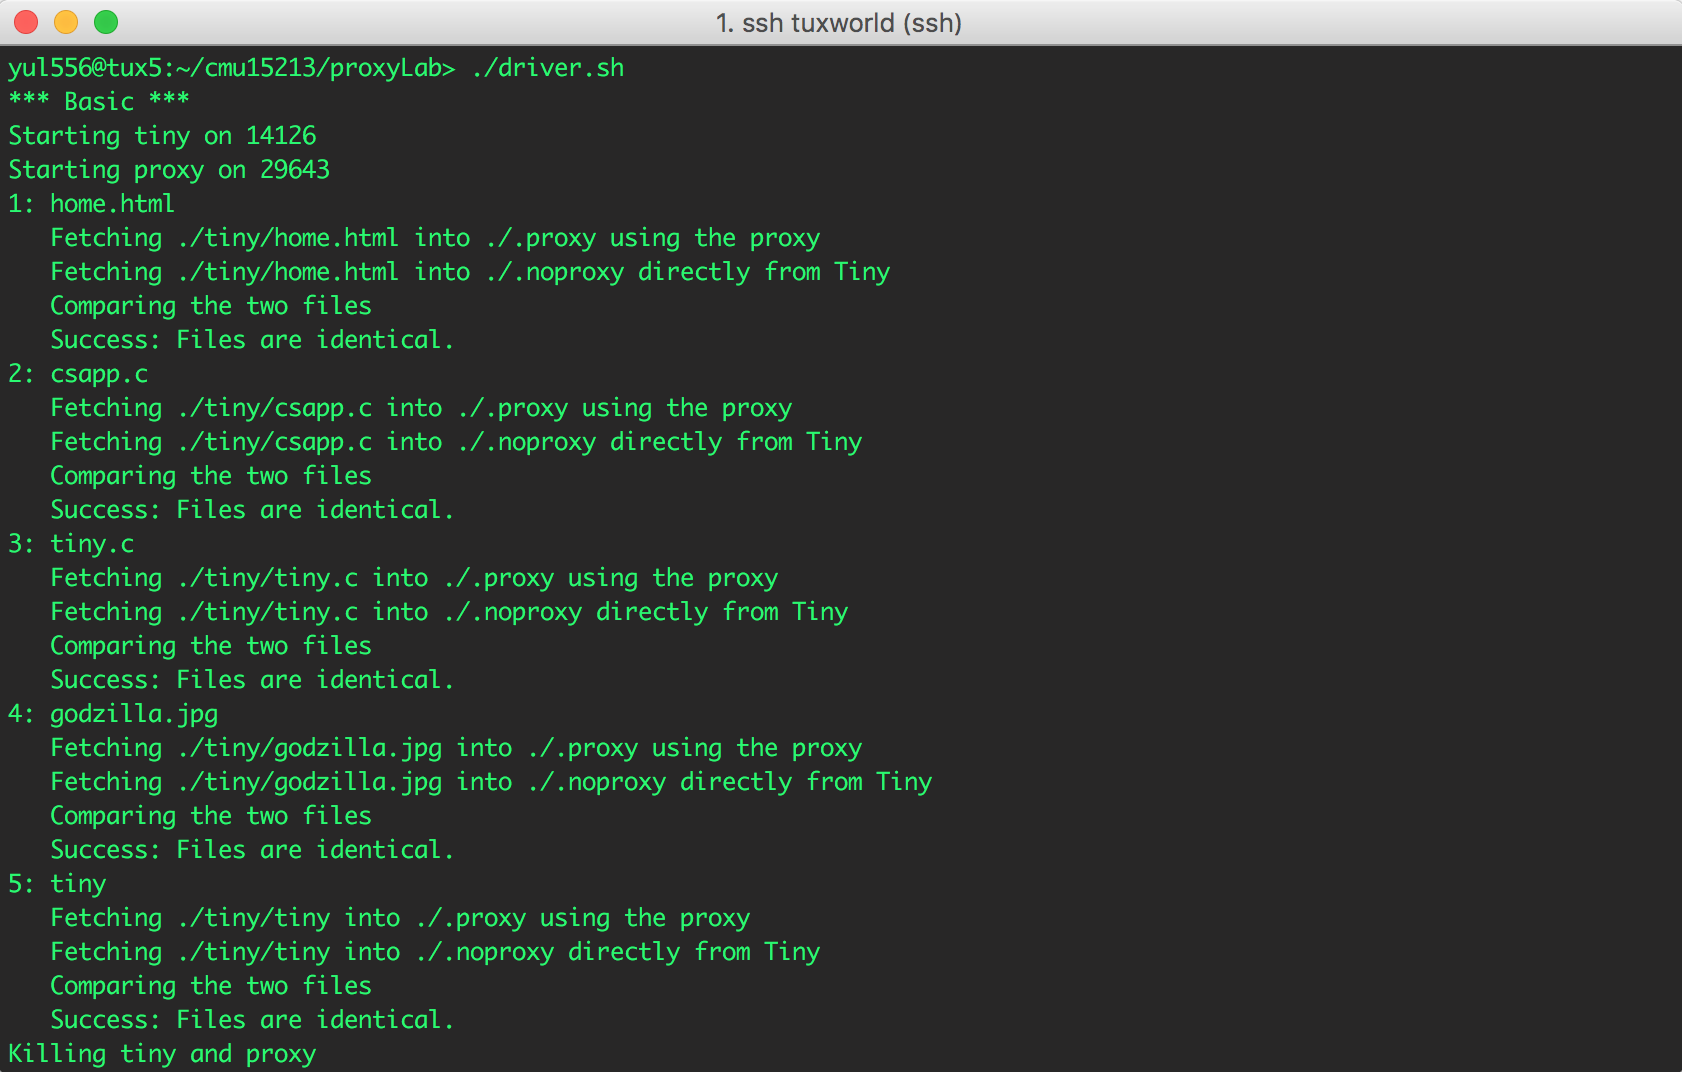 1. ssh tuxworld (ssh)
yul556@tux5:~/cmu15213/proxyLab> ./driver.sh
*** Basic ***
Starting tiny on 14126
Starting proxy on 29643
1: home.html
   Fetching ./tiny/home.html into ./.proxy using the proxy
   Fetching ./tiny/home.html into ./.noproxy directly from Tiny
   Comparing the two files
   Success: Files are identical.
2: csapp.c
   Fetching ./tiny/csapp.c into ./.proxy using the proxy
   Fetching ./tiny/csapp.c into ./.noproxy directly from Tiny
   Comparing the two files
   Success: Files are identical.
3: tiny.c
   Fetching ./tiny/tiny.c into ./.proxy using the proxy
   Fetching ./tiny/tiny.c into ./.noproxy directly from Tiny
   Comparing the two files
   Success: Files are identical.
4: godzilla.jpg
   Fetching ./tiny/godzilla.jpg into ./.proxy using the proxy
   Fetching ./tiny/godzilla.jpg into ./.noproxy directly from Tiny
   Comparing the two files
   Success: Files are identical.
5: tiny
   Fetching ./tiny/tiny into ./.proxy using the proxy
   Fetching ./tiny/tiny into ./.noproxy directly from Tiny
   Comparing the two files
   Success: Files are identical.
Killing tiny and proxy